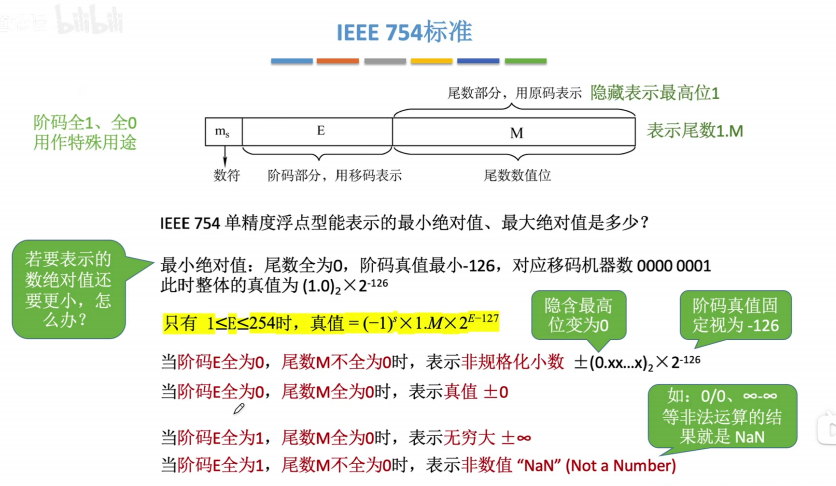 bilibili
IEEE 754标准
尾数部分，用原码表示 隐藏表示最高位1
阶码全1、全0
用作特殊用途
mₛ E M
表示尾数1.M
数符 阶码部分，用移码表示 尾数数值位
IEEE 754 单精度浮点型能表示的最小绝对值、最大绝对值是多少？
若要表示的
数绝对值还
要更小，怎
么办？
最小绝对值：尾数全为0，阶码真值最小-126，对应移码机器数 0000 0001
此时整体的真值为 (1.0)₂×2⁻¹²⁶
隐含最高
位变为0
阶码真值固
定视为 -126
只有 1≤E≤254时，真值 = (−1)ˢ×1.M×2ᴱ⁻¹²⁷
当阶码E全为0，尾数M不全为0时，表示非规格化小数 ±(0.xx...x)₂×2⁻¹²⁶
当阶码E全为0，尾数M全为0时，表示真值 ±0
如：0/0、∞-∞
等非法运算的结
果就是 NaN
当阶码E全为1，尾数M全为0时，表示无穷大 ±∞
当阶码E全为1，尾数M不全为0时，表示非数值 “NaN” (Not a Number)